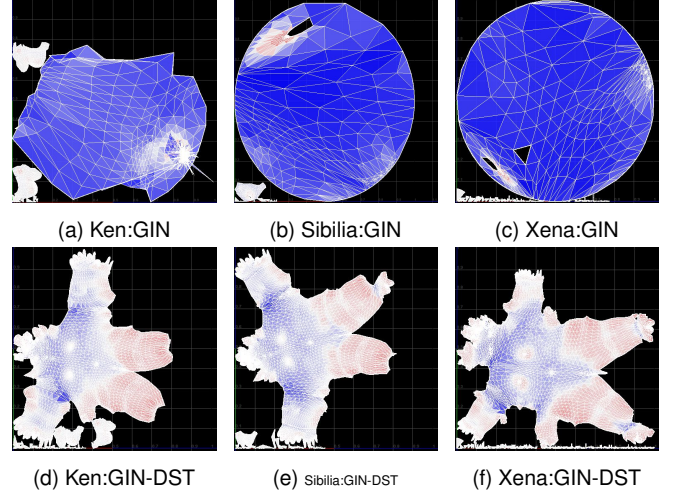 (a) Ken:GIN
(b) Sibilia:GIN
(c) Xena:GIN
(d) Ken:GIN-DST
(e) Sibilia:GIN-DST
(f) Xena:GIN-DST